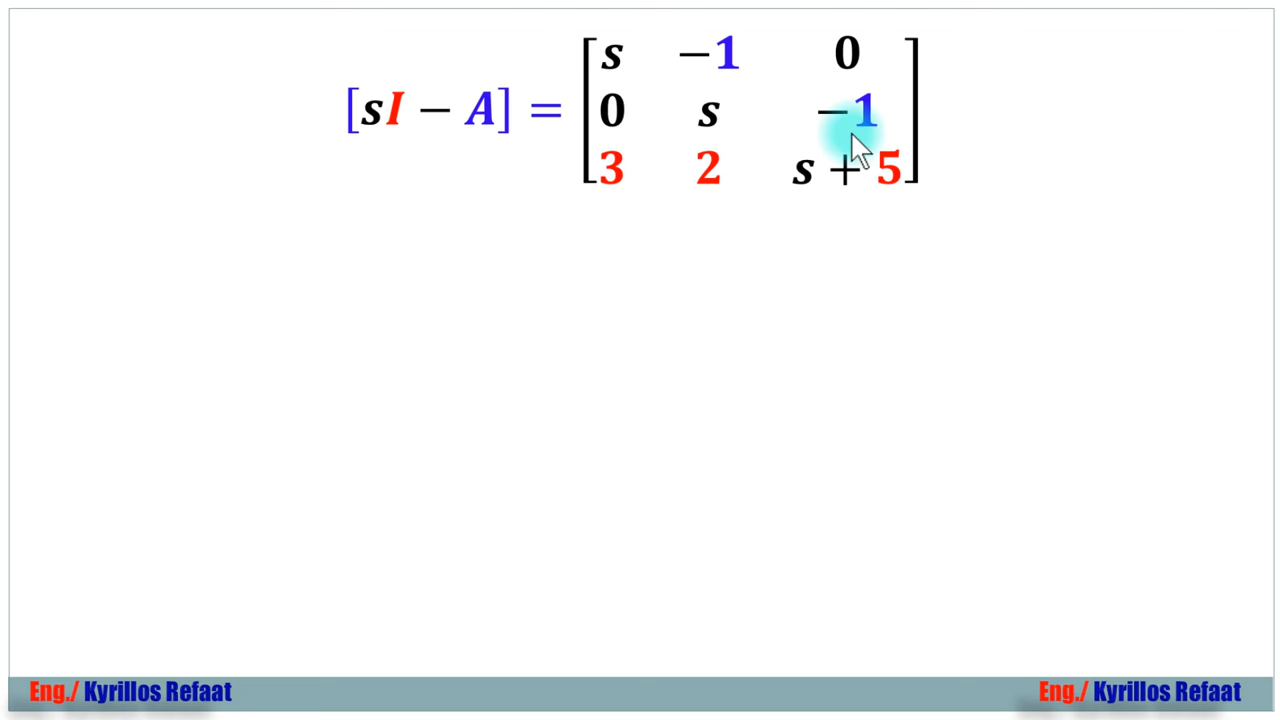 [sI − A] = [s −1 0
0 s −1
3 2 s + 5]
Eng./ Kyrillos Refaat
Eng./ Kyrillos Refaat